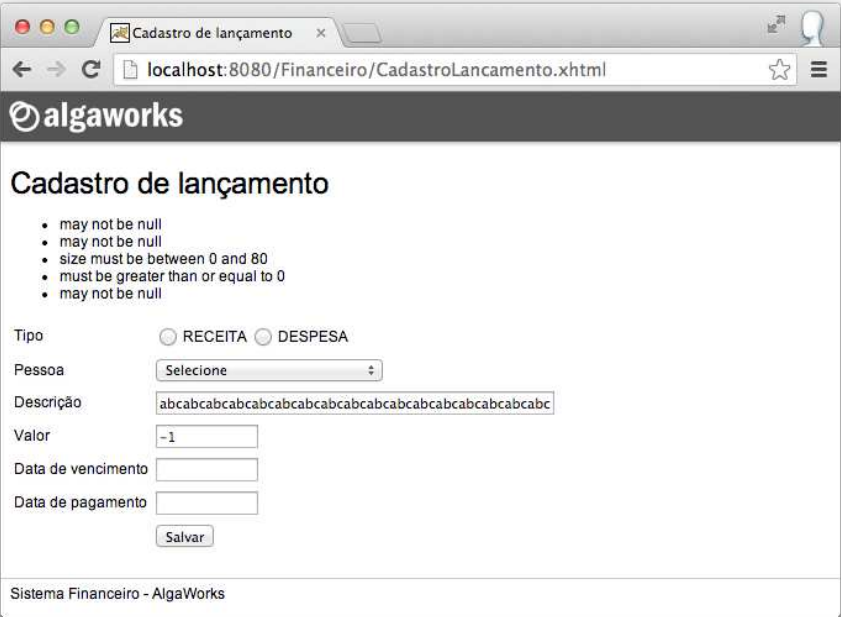 Cadastro de lançamento
localhost:8080/Financeiro/CadastroLancamento.xhtml
algaworks
Cadastro de lançamento
may not be null
may not be null
size must be between 0 and 80
must be greater than or equal to 0
may not be null
Tipo RECEITA DESPESA
Pessoa Selecione
Descrição abcabcabcabcabcabcabcabcabcabcabcabcabcabcabcabcabcabc
Valor -1
Data de vencimento
Data de pagamento
Salvar
Sistema Financeiro - AlgaWorks